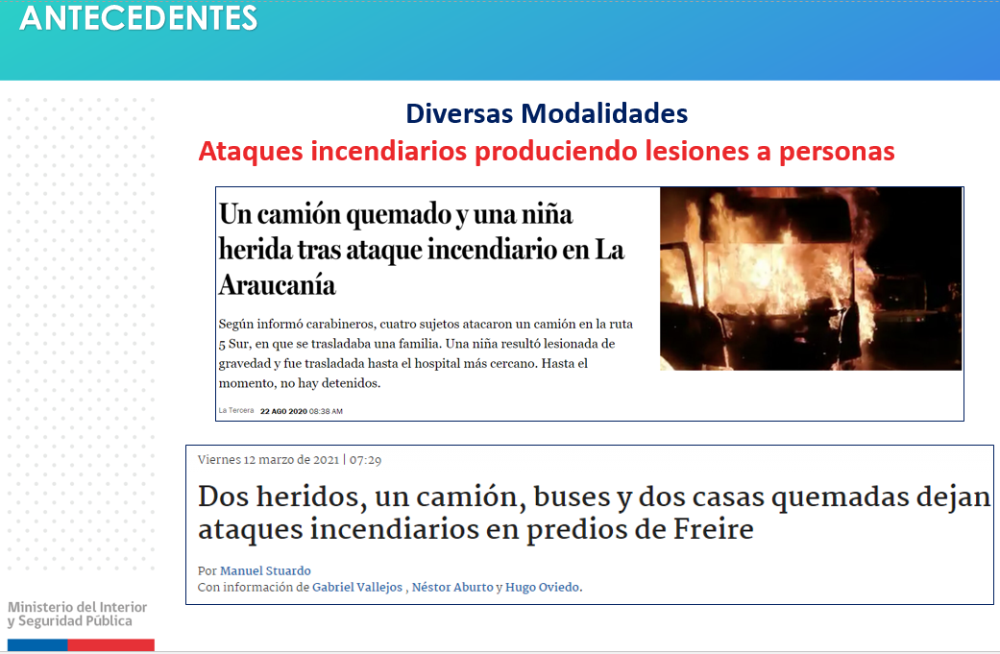 ANTECEDENTES
Diversas Modalidades
Ataques incendiarios produciendo lesiones a personas
Un camión quemado y una niña
herida tras ataque incendiario en La
Araucanía
Según informó carabineros, cuatro sujetos atacaron un camión en la ruta
5 Sur, en que se trasladaba una familia. Una niña resultó lesionada de
gravedad y fue trasladada hasta el hospital más cercano. Hasta el
momento, no hay detenidos.
La Tercera 22 AGO 2020 08:38 AM
Viernes 12 marzo de 2021 | 07:29
Dos heridos, un camión, buses y dos casas quemadas dejan
ataques incendiarios en predios de Freire
Por Manuel Stuardo
Con información de Gabriel Vallejos , Néstor Aburto y Hugo Oviedo.
Ministerio del Interior
y Seguridad Pública